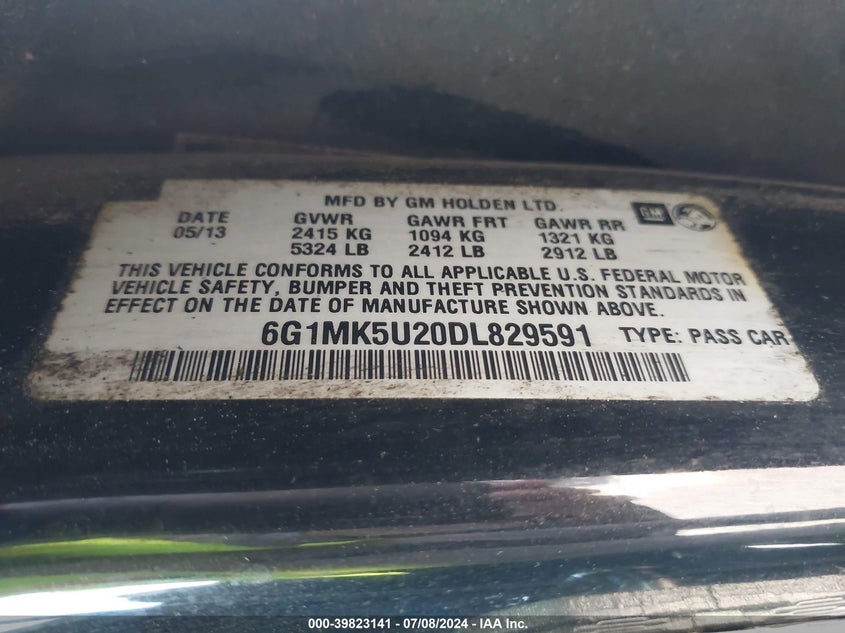 MFD BY GM HOLDEN LTD.
GM
DATE GVWR GAWR FRT GAWR RR
05/13 2415 KG 1094 KG 1321 KG
5324 LB 2412 LB 2912 LB
THIS VEHICLE CONFORMS TO ALL APPLICABLE U.S. FEDERAL MOTOR
VEHICLE SAFETY, BUMPER AND THEFT PREVENTION STANDARDS IN
EFFECT ON THE DATE OF MANUFACTURE SHOWN ABOVE.
6G1MK5U20DL829591 TYPE: PASS CAR
000-39823141 - 07/08/2024 - IAA Inc.